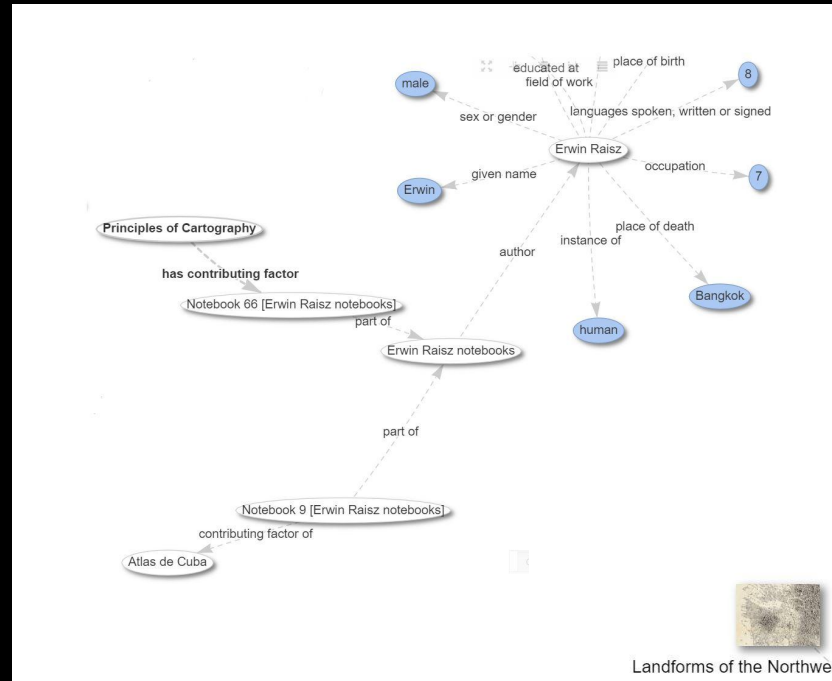 educated at
place of birth
field of work
male
8
sex or gender
languages spoken, written or signed
Erwin Raisz
occupation
7
given name
Erwin
place of death
instance of
author
Principles of Cartography
has contributing factor
Bangkok
Notebook 66 [Erwin Raisz notebooks]
part of
human
Erwin Raisz notebooks
part of
Notebook 9 [Erwin Raisz notebooks]
contributing factor of
Atlas de Cuba
Landforms of the Northwe